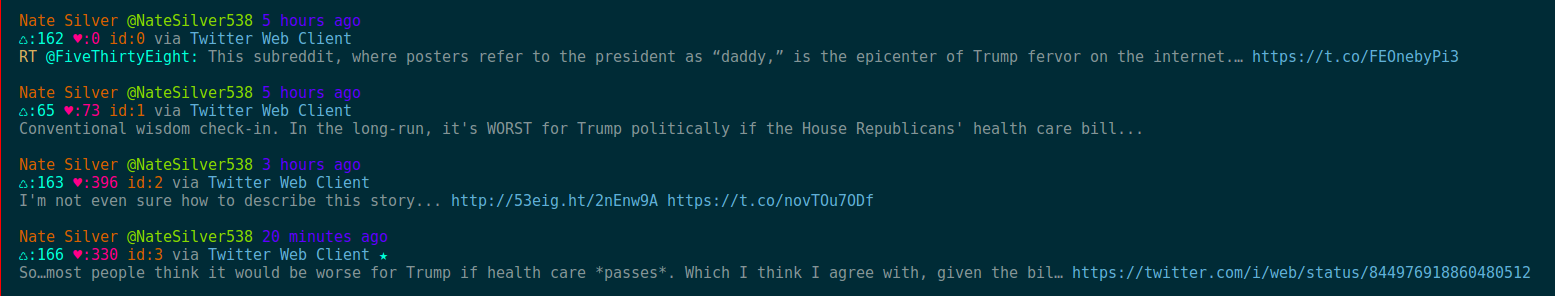 Nate Silver @NateSilver538 5 hours ago
♺:162 ♥:0 id:0 via Twitter Web Client
RT @FiveThirtyEight: This subreddit, where posters refer to the president as “daddy,” is the epicenter of Trump fervor on the internet.… https://t.co/FEOnebyPi3
Nate Silver @NateSilver538 5 hours ago
♺:65 ♥:73 id:1 via Twitter Web Client
Conventional wisdom check-in. In the long-run, it's WORST for Trump politically if the House Republicans' health care bill...
Nate Silver @NateSilver538 3 hours ago
♺:163 ♥:396 id:2 via Twitter Web Client
I'm not even sure how to describe this story... http://53eig.ht/2nEnw9A https://t.co/novTOu7ODf
Nate Silver @NateSilver538 20 minutes ago
♺:166 ♥:330 id:3 via Twitter Web Client ★
So…most people think it would be worse for Trump if health care *passes*. Which I think I agree with, given the bil… https://twitter.com/i/web/status/844976918860480512